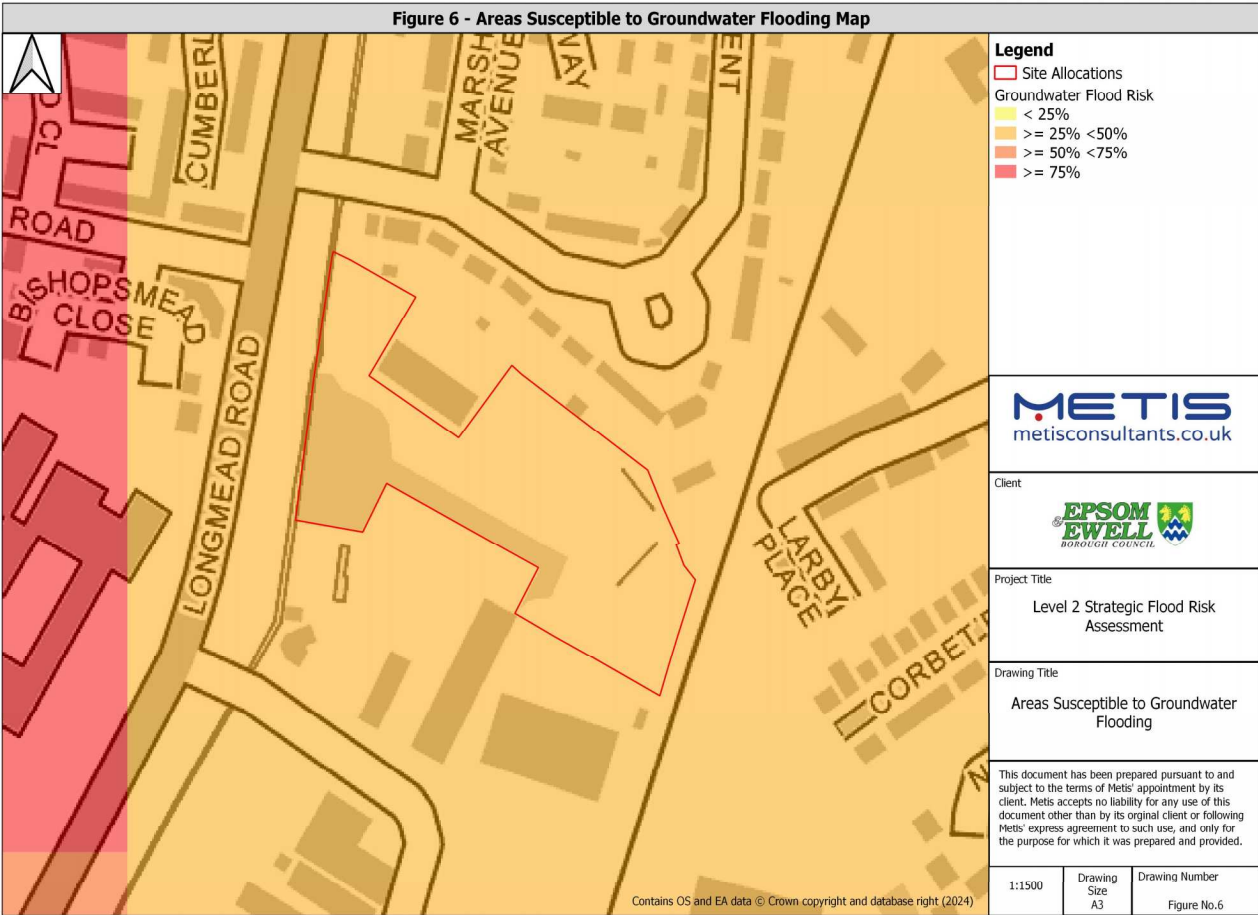 Figure 6 - Areas Susceptible to Groundwater Flooding Map
CUMBERL
MARSH
AVENUE
WAY
ENT
D CL
ROAD
BISHOPSMEAD
CLOSE
LONGMEAD ROAD
LARBY
PLACE
CORBET
N
Contains OS and EA data © Crown copyright and database right (2024)
Legend
Site Allocations
Groundwater Flood Risk
< 25%
>= 25% <50%
>= 50% <75%
>= 75%
METIS
metisconsultants.co.uk
Client
EPSOM
& EWELL
BOROUGH COUNCIL
Project Title
Level 2 Strategic Flood Risk
Assessment
Drawing Title
Areas Susceptible to Groundwater
Flooding
This document has been prepared pursuant to and
subject to the terms of Metis' appointment by its
client. Metis accepts no liability for any use of this
document other than by its orginal client or following
Metis' express agreement to such use, and only for
the purpose for which it was prepared and provided.
1:1500
Drawing
Size
A3
Drawing Number
Figure No.6